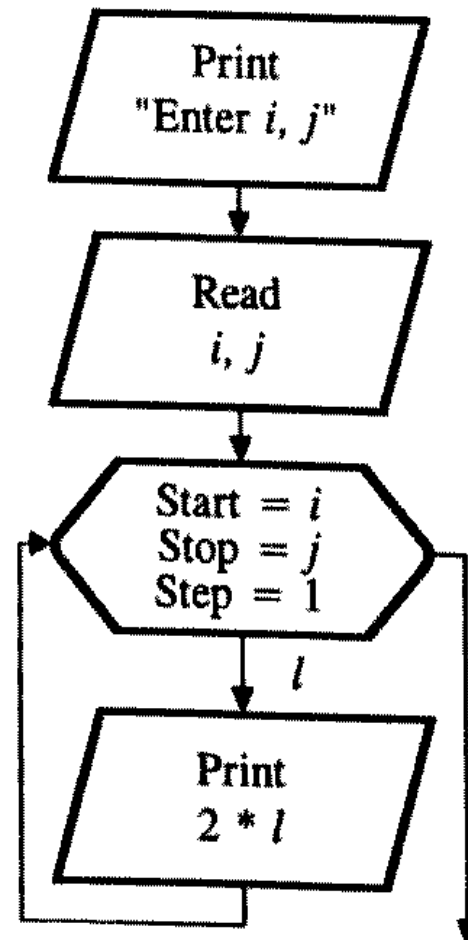 Print
"Enter i, j"
Read
i, j
Start = i
Stop = j
Step = 1
l
Print
2 * l